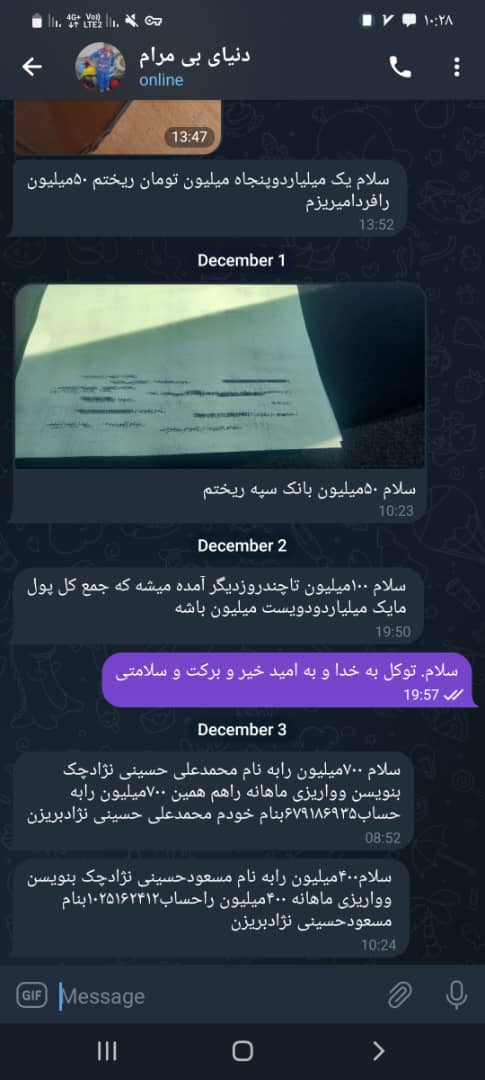 ۱۰:۲۸
4G+ Vo))
LTE2
دنیای بی مرام
online
13:47
سلام یک میلیاردوپنجاه میلیون تومان ریختم ۵۰میلیون
رافردامیریزم
13:52
December 1
سلام ۵۰میلیون بانک سپه ریختم
10:23
December 2
سلام ۱۰۰میلیون تاچندروزدیگر آمده میشه که جمع کل پول
مایک میلیاردودویست میلیون باشه
19:50
سلام. توکل به خدا و به امید خیر و برکت و سلامتی
19:57
December 3
سلام ۷۰۰میلیون رابه نام محمدعلی حسینی نژادچک
بنویسن وواریزی ماهانه راهم همین ۷۰۰میلیون رابه
حساب۶۷۹۱۸۶۹۳۵بنام خودم محمدعلی حسینی نژادبریزن
08:52
سلام۴۰۰میلیون رابه نام مسعودحسینی نژادچک بنویسن
وواریزی ماهانه ۴۰۰میلیون راحساب۱۰۲۵۱۶۲۴۱۲بنام
مسعودحسینی نژادبریزن
10:24
GIF
Message